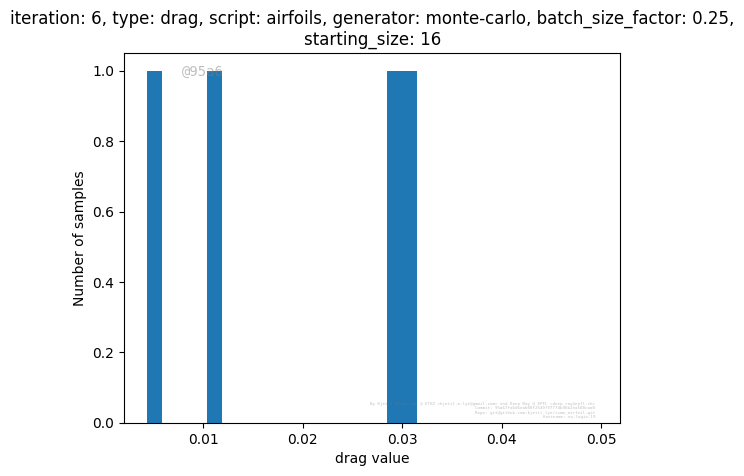 iteration: 6, type: drag, script: airfoils, generator: monte-carlo, batch_size_factor: 0.25,
starting_size: 16
@95a6
1.0
0.8
0.6
0.4
0.2
0.0
Number of samples
0.01
0.02
0.03
0.04
0.05
drag value